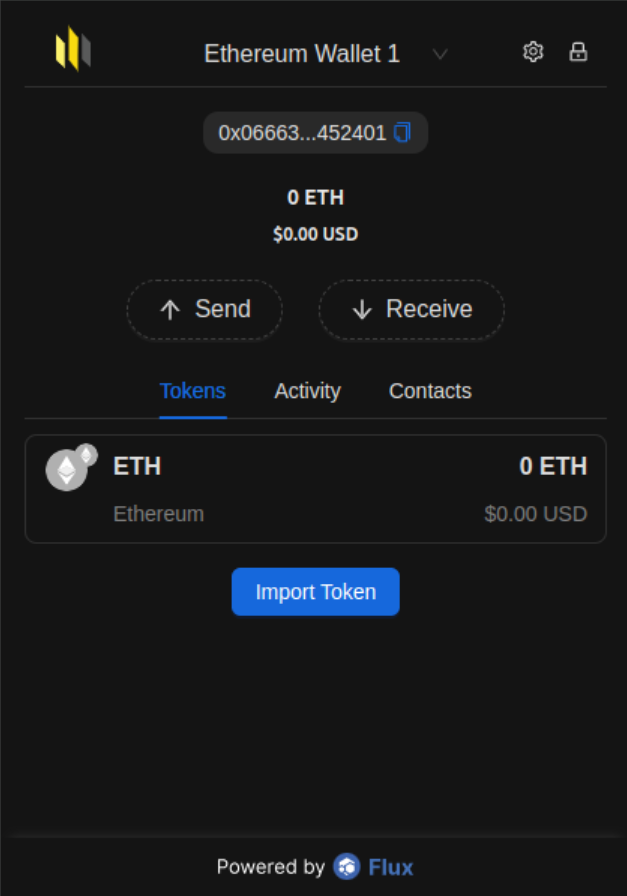 Ethereum Wallet 1
0x06663...452401
0 ETH
$0.00 USD
Send Receive
Tokens Activity Contacts
ETH 0 ETH
Ethereum $0.00 USD
Import Token
Powered by Flux